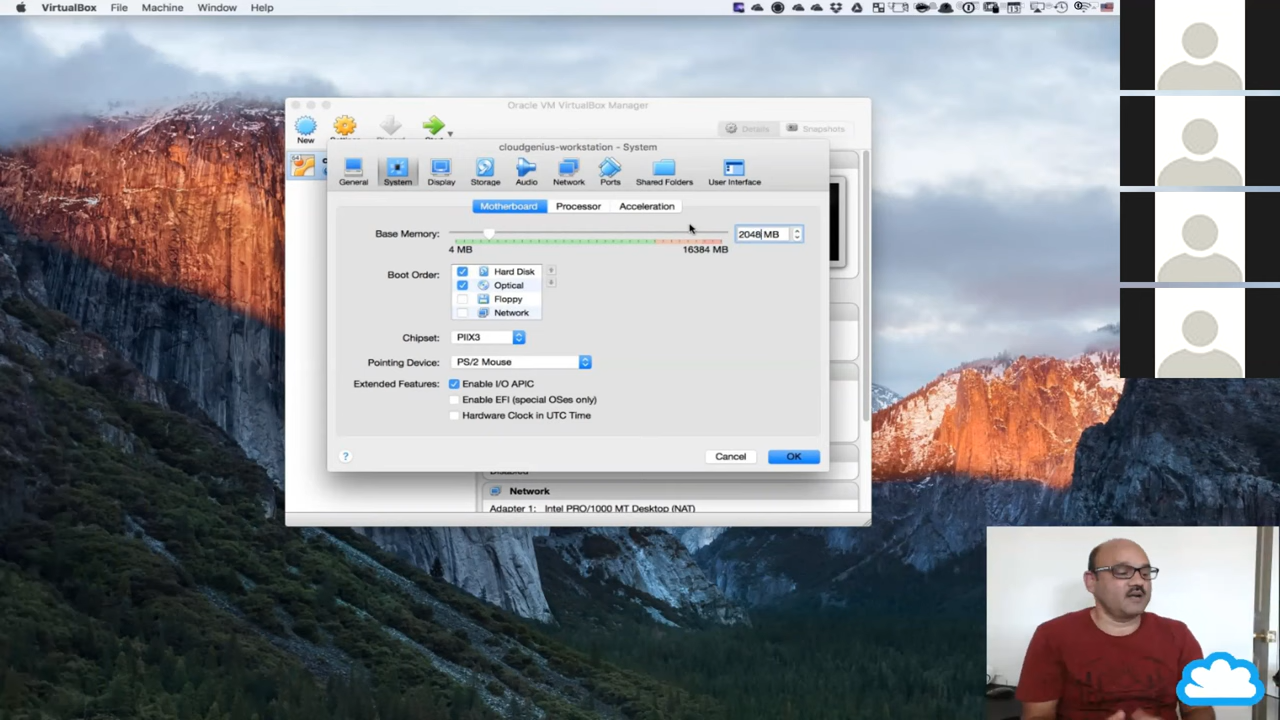 VirtualBox File Machine Window Help
Oracle VM VirtualBox Manager
New
Details Snapshots
cloudgenius-workstation - System
General System Display Storage Audio Network Ports Shared Folders User Interface
Motherboard Processor Acceleration
Base Memory: 2048 MB
4 MB 16384 MB
Boot Order: Hard Disk
Optical
Floppy
Network
Chipset: PIIX3
Pointing Device: PS/2 Mouse
Extended Features: Enable I/O APIC
Enable EFI (special OSes only)
Hardware Clock in UTC Time
? Cancel OK
Network
Adapter 1: Intel PRO/1000 MT Desktop (NAT)